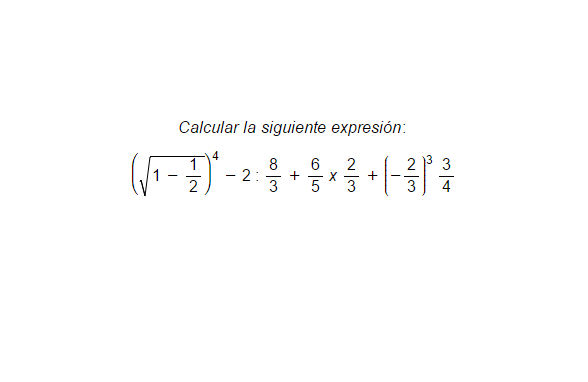 Calcular la siguiente expresión:
(√(1 − 1/2))⁴ − 2 : 8/3 + 6/5 x 2/3 + (−2/3)³ 3/4